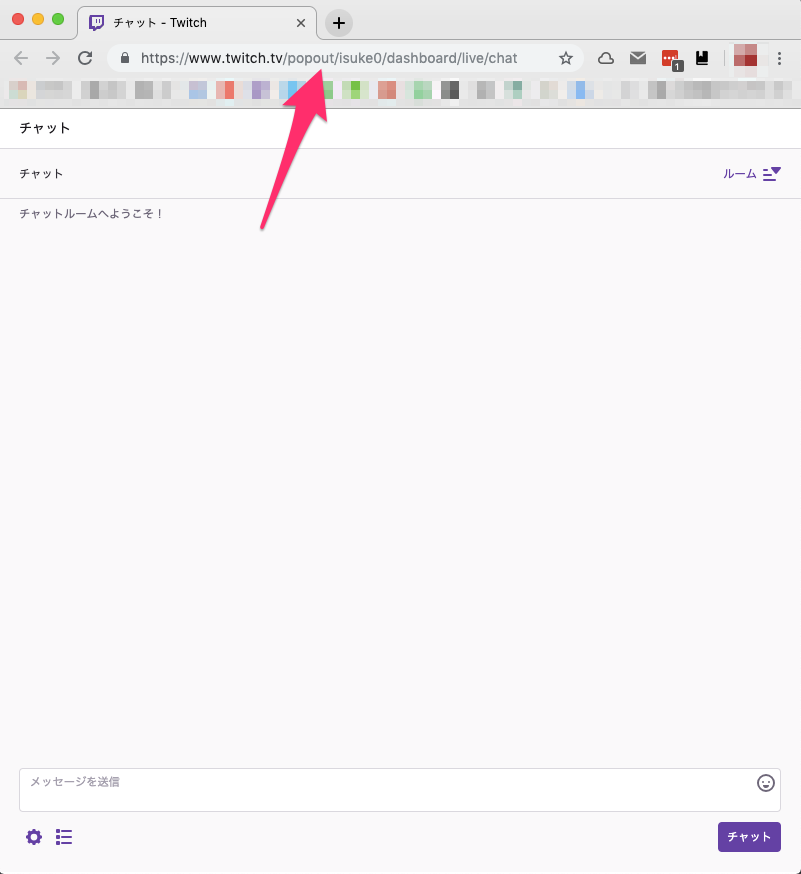 チャット - Twitch
https://www.twitch.tv/popout/isuke0/dashboard/live/chat
1
チャット
チャット
ルーム
チャットルームへようこそ！
メッセージを送信
チャット